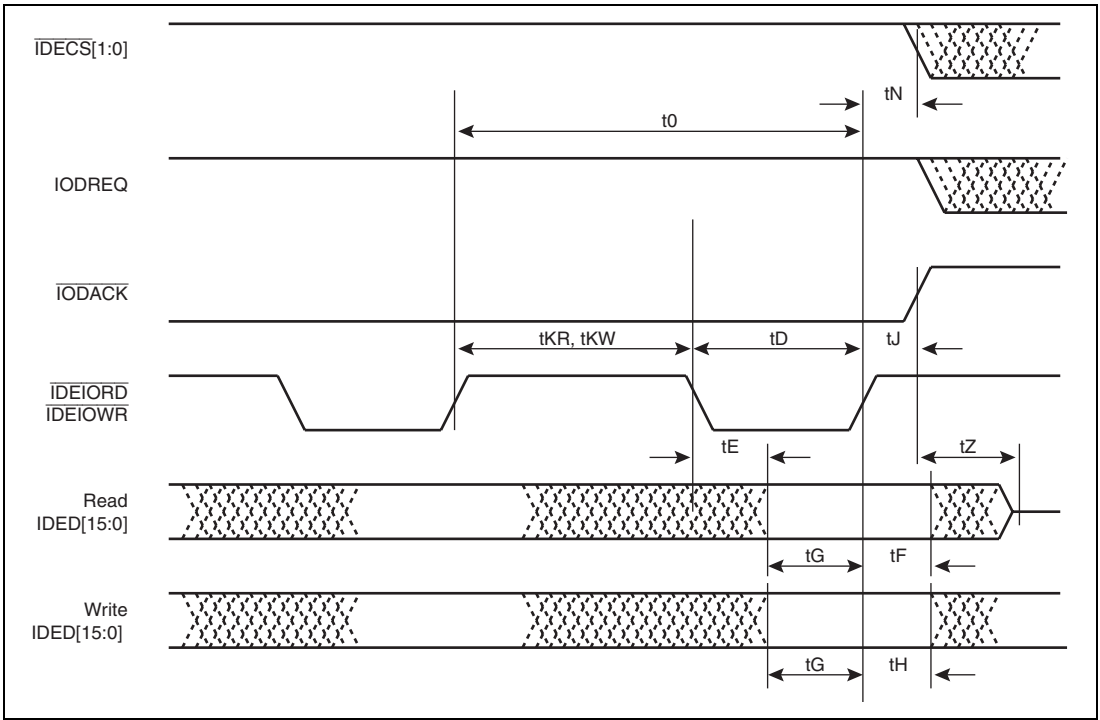 IDECS[1:0]
tN
t0
IODREQ
IODACK
tKR, tKW
tD
tJ
IDEIORD
IDEIOWR
tE
tZ
Read
IDED[15:0]
tG
tF
Write
IDED[15:0]
tG
tH